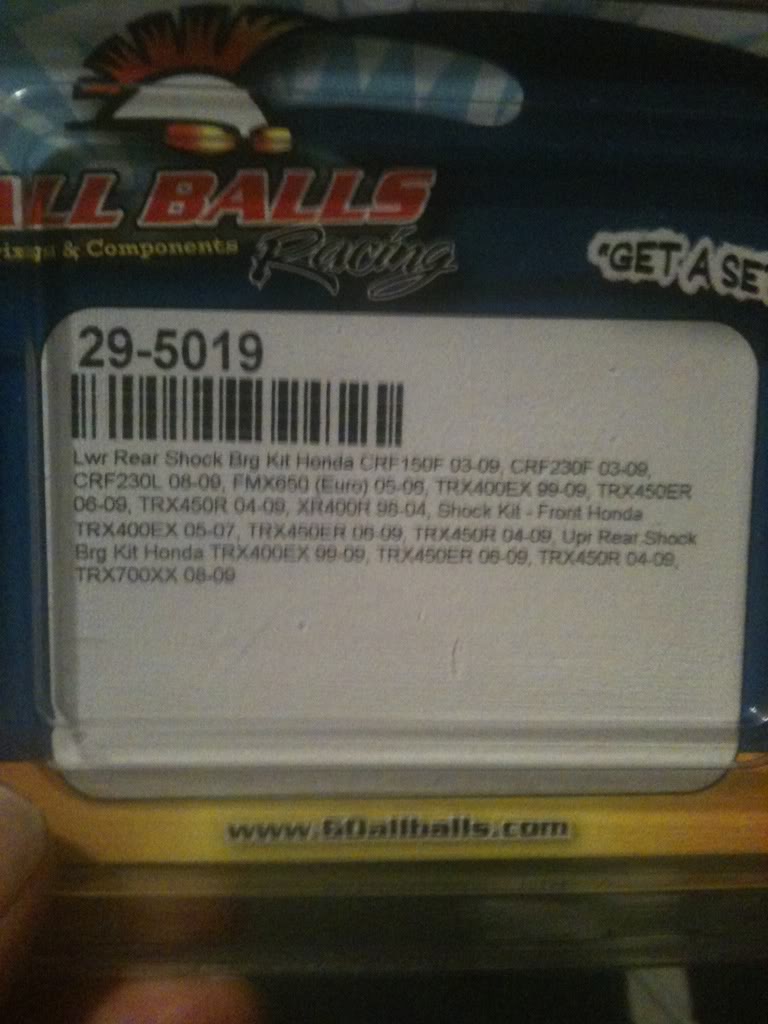 ALL BALLS
Racing
& Components
"GET A SE
29-5019
Lwr Rear Shock Brg Kit Honda CRF150F 03-09, CRF230F 03-09,
CRF230L 08-09, FMX650 (Euro) 05-06, TRX400EX 99-09, TRX450ER
06-09, TRX450R 04-09, XR400R 96-04, Shock Kit - Front Honda
TRX400EX 05-07, TRX450ER 06-09, TRX450R 04-09, Upr Rear Shock
Brg Kit Honda TRX400EX 99-09, TRX450ER 06-09, TRX450R 04-09,
TRX700XX 08-09
www.GOallballs.com